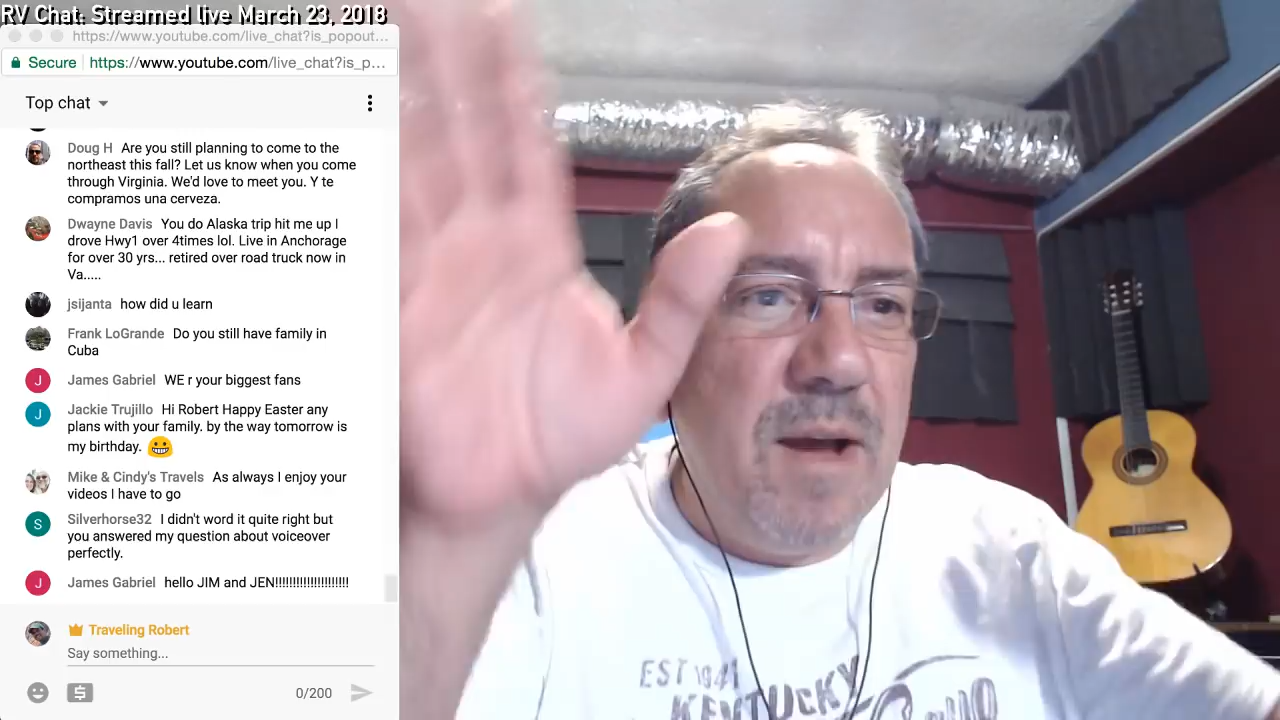 RV Chat: Streamed live March 23, 2018
https://www.youtube.com/live_chat?is_popout...
Secure https://www.youtube.com/live_chat?is_p...
Top chat
Doug H Are you still planning to come to the
northeast this fall? Let us know when you come
through Virginia. We'd love to meet you. Y te
compramos una cerveza.
Dwayne Davis You do Alaska trip hit me up I
drove Hwy1 over 4times lol. Live in Anchorage
for over 30 yrs... retired over road truck now in
Va.....
jsijanta how did u learn
Frank LoGrande Do you still have family in
Cuba
J James Gabriel WE r your biggest fans
J Jackie Trujillo Hi Robert Happy Easter any
plans with your family. by the way tomorrow is
my birthday. 😀
Mike & Cindy's Travels As always I enjoy your
videos I have to go
S Silverhorse32 I didn't word it quite right but
you answered my question about voiceover
perfectly.
J James Gabriel hello JIM and JEN!!!!!!!!!!!!!!!!!!!!!
Traveling Robert
Say something...
$ 0/200
EST
KENTUCKY